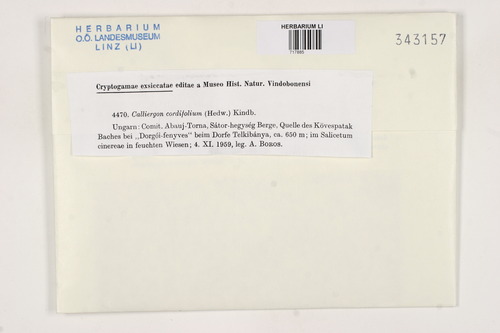 HERBARIUM
O.Ö. LANDESMUSEUM
LINZ (LI)
HERBARIUM LI
343157
Cryptogamae exsiccatae editae a Museo Hist. Natur. Vindobonensi
4470. Calliergon cordifolium (Hedw.) Kindb.
Ungarn: Comit. Abauj-Torna, Sátor-hegység Berge, Quelle des Kövespatak
Baches bei „Dorgói-fenyves" beim Dorfe Telkibánya, ca. 650 m; im Salicetum
cinereae in feuchten Wiesen; 4. XI. 1959, leg. A. Boros.